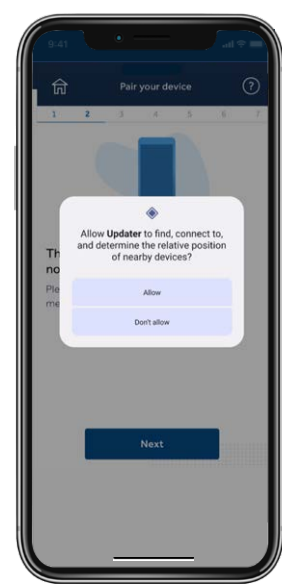 9:41
Pair your device
?
1 2 3 4 5 6 7
Allow Updater to find, connect to,
and determine the relative position
of nearby devices?
Th
no
Ple
me
Allow
Don't allow
Next